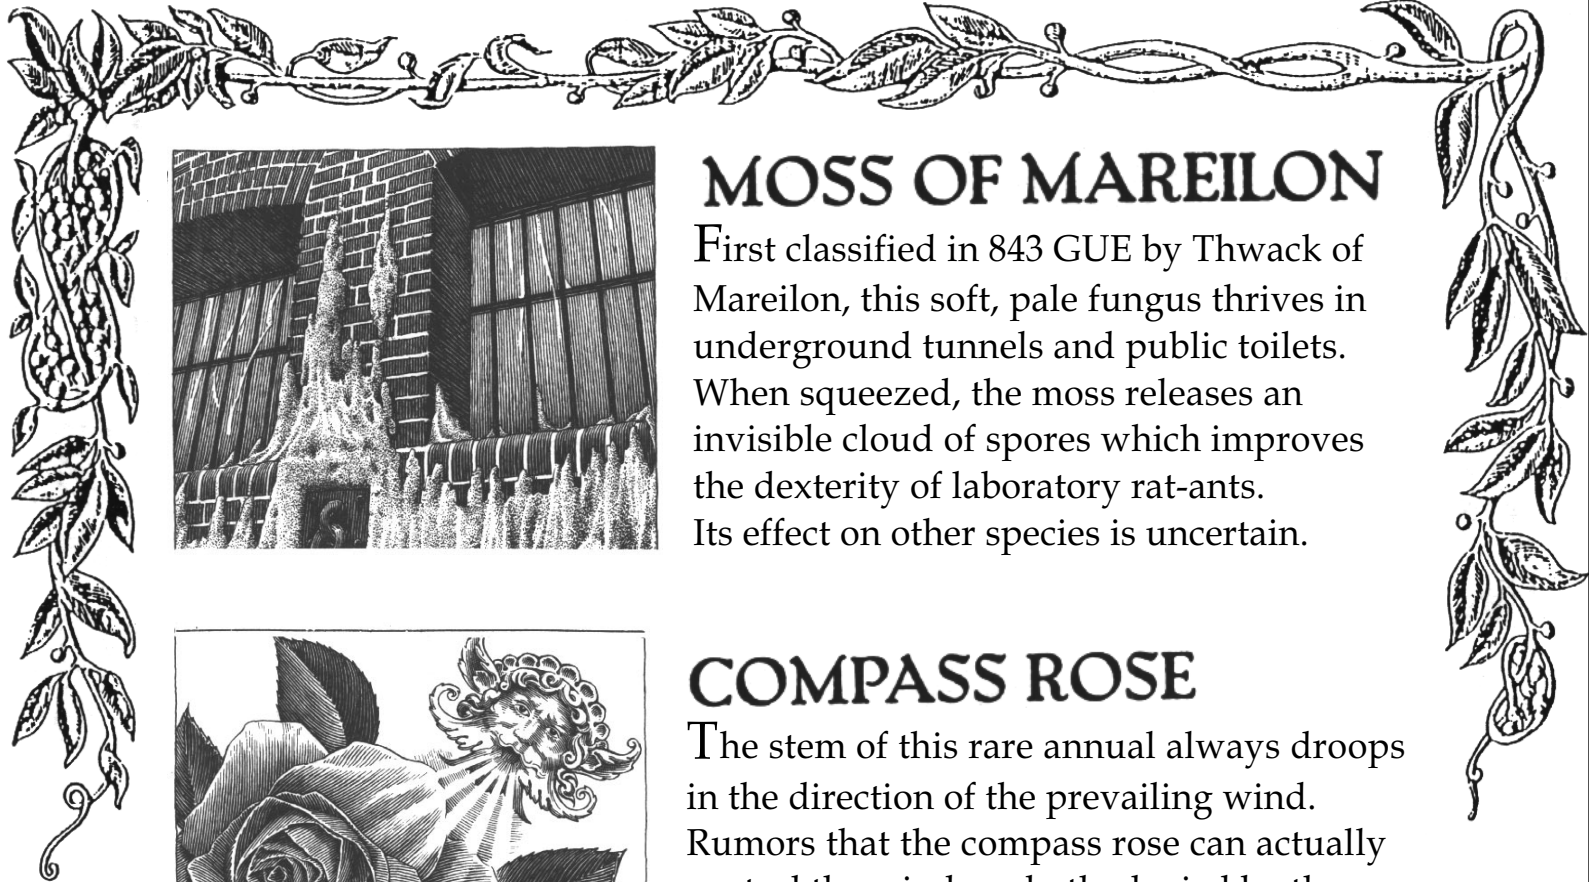 MOSS OF MAREILON
First classified in 843 GUE by Thwack of
Mareilon, this soft, pale fungus thrives in
underground tunnels and public toilets.
When squeezed, the moss releases an
invisible cloud of spores which improves
the dexterity of laboratory rat-ants.
Its effect on other species is uncertain.
COMPASS ROSE
The stem of this rare annual always droops
in the direction of the prevailing wind.
Rumors that the compass rose can actually